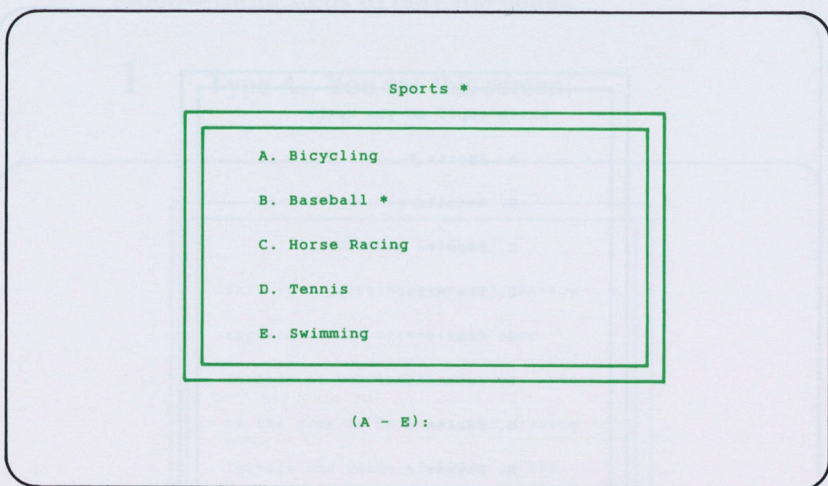 Sports *
A. Bicycling
B. Baseball *
C. Horse Racing
D. Tennis
E. Swimming
(A - E):